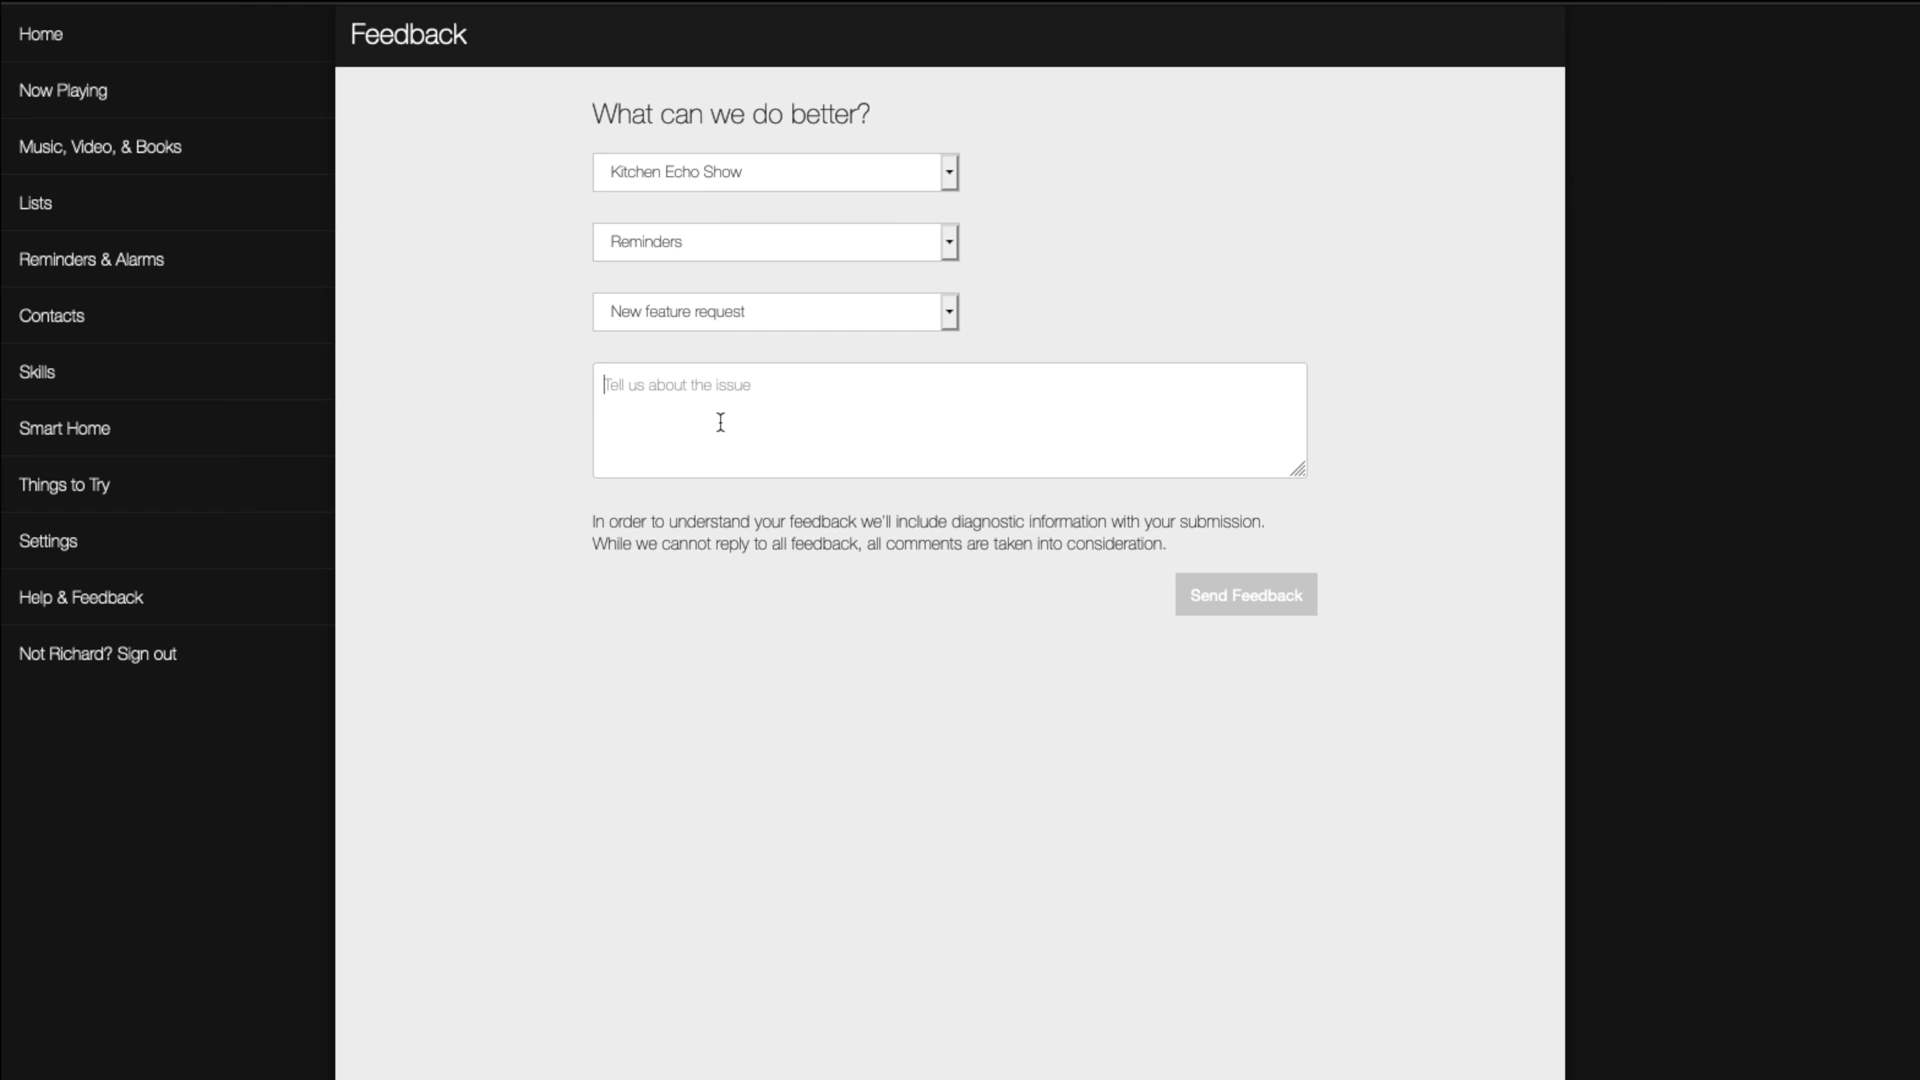 Home
Now Playing
Music, Video, & Books
Lists
Reminders & Alarms
Contacts
Skills
Smart Home
Things to Try
Settings
Help & Feedback
Not Richard? Sign out
Feedback
What can we do better?
Kitchen Echo Show
Reminders
New feature request
Tell us about the issue
In order to understand your feedback we'll include diagnostic information with your submission.
While we cannot reply to all feedback, all comments are taken into consideration.
Send Feedback